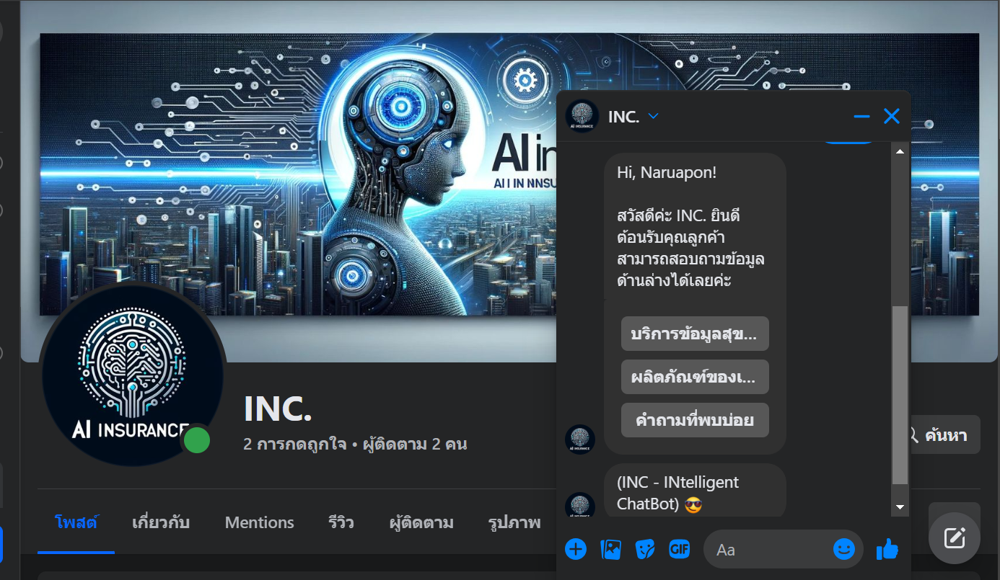 AI in
AI I IN NNSU
AI INSURANCE
INC.
2 การกดถูกใจ • ผู้ติดตาม 2 คน
โพสต์
เกี่ยวกับ
Mentions
รีวิว
ผู้ติดตาม
รูปภาพ
ค้นหา
AI INSURANCE
INC.
Hi, Naruapon!
สวัสดีค่ะ INC. ยินดี
ต้อนรับคุณลูกค้า
สามารถสอบถามข้อมูล
ด้านล่างได้เลยค่ะ
บริการข้อมูลสุข...
ผลิตภัณฑ์ของเ...
คำถามที่พบบ่อย
AI INSURANCE
(INC - INtelligent
ChatBot) 😎
AI INSURANCE
GIF
Aa